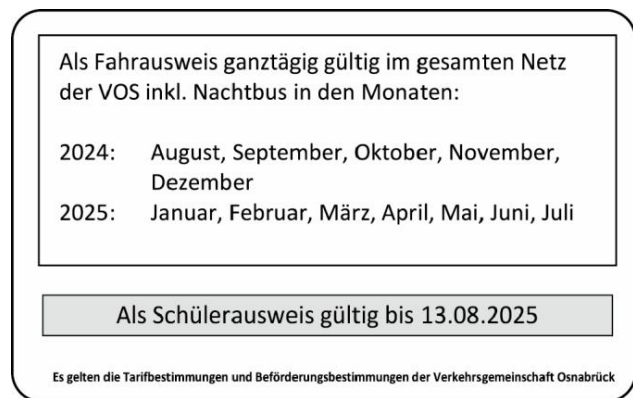 Als Fahrausweis ganztägig gültig im gesamten Netz
der VOS inkl. Nachtbus in den Monaten:
2024: August, September, Oktober, November,
Dezember
2025: Januar, Februar, März, April, Mai, Juni, Juli
Als Schülerausweis gültig bis 13.08.2025
Es gelten die Tarifbestimmungen und Beförderungsbestimmungen der Verkehrsgemeinschaft Osnabrück